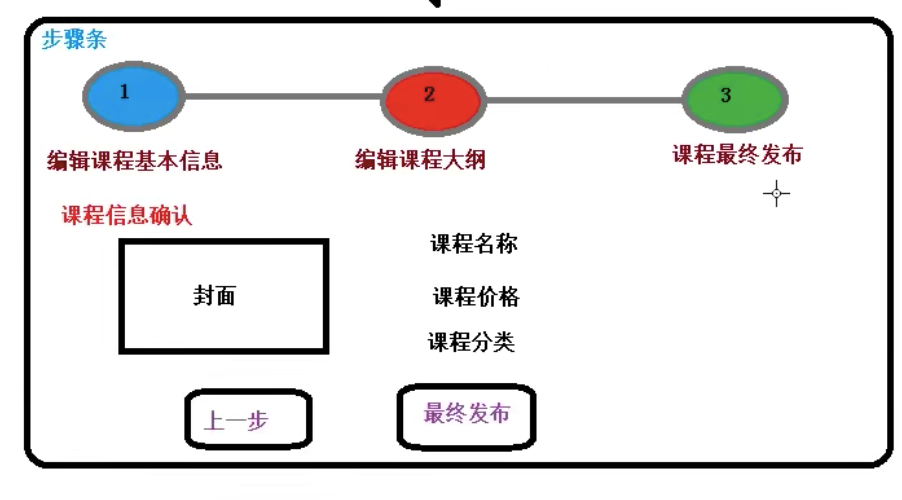 步骤条
1
2
3
编辑课程基本信息
编辑课程大纲
课程最终发布
课程信息确认
封面
课程名称
课程价格
课程分类
上一步
最终发布